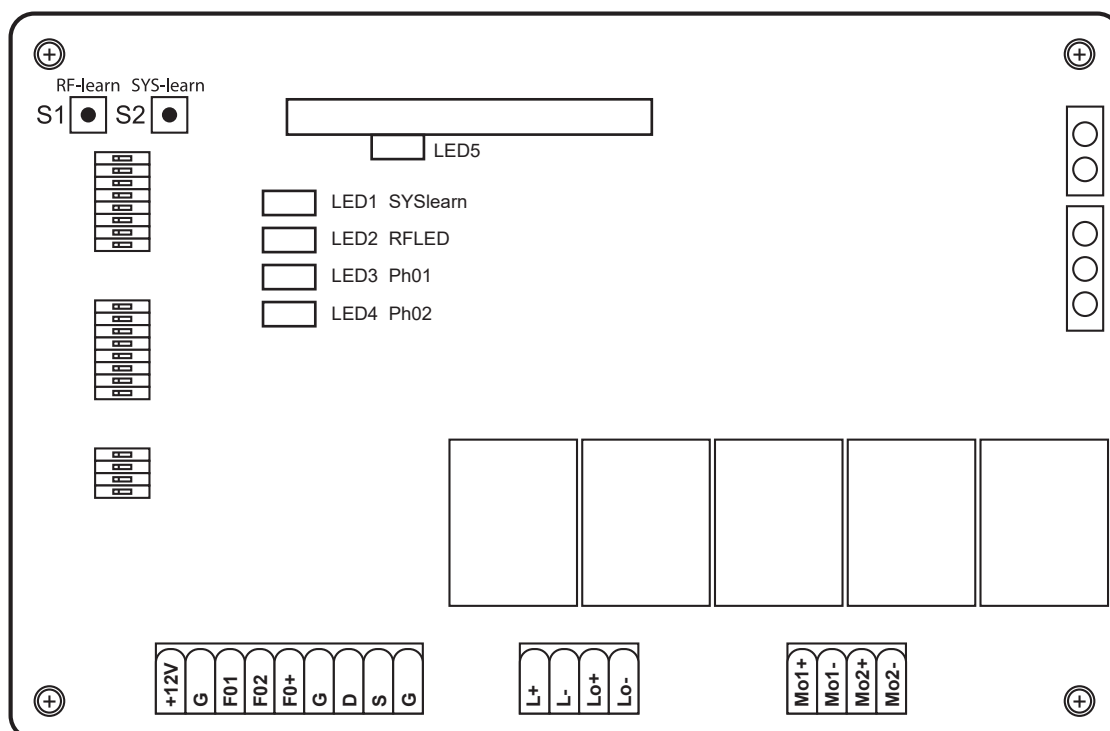 RF-learn SYS-learn
S1 S2
LED5
LED1 SYSlearn
LED2 RFLED
LED3 Ph01
LED4 Ph02
+12V G F01 F02 F0+ G D S G
L+ L- Lo+ Lo-
Mo1+ Mo1- Mo2+ Mo2-